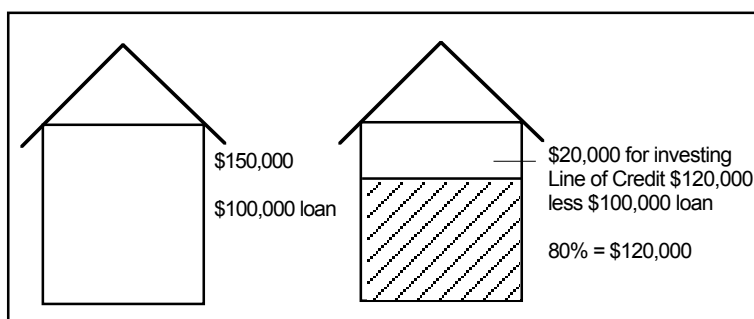 $150,000
$100,000 loan
$20,000 for investing
Line of Credit $120,000
less $100,000 loan
80% = $120,000